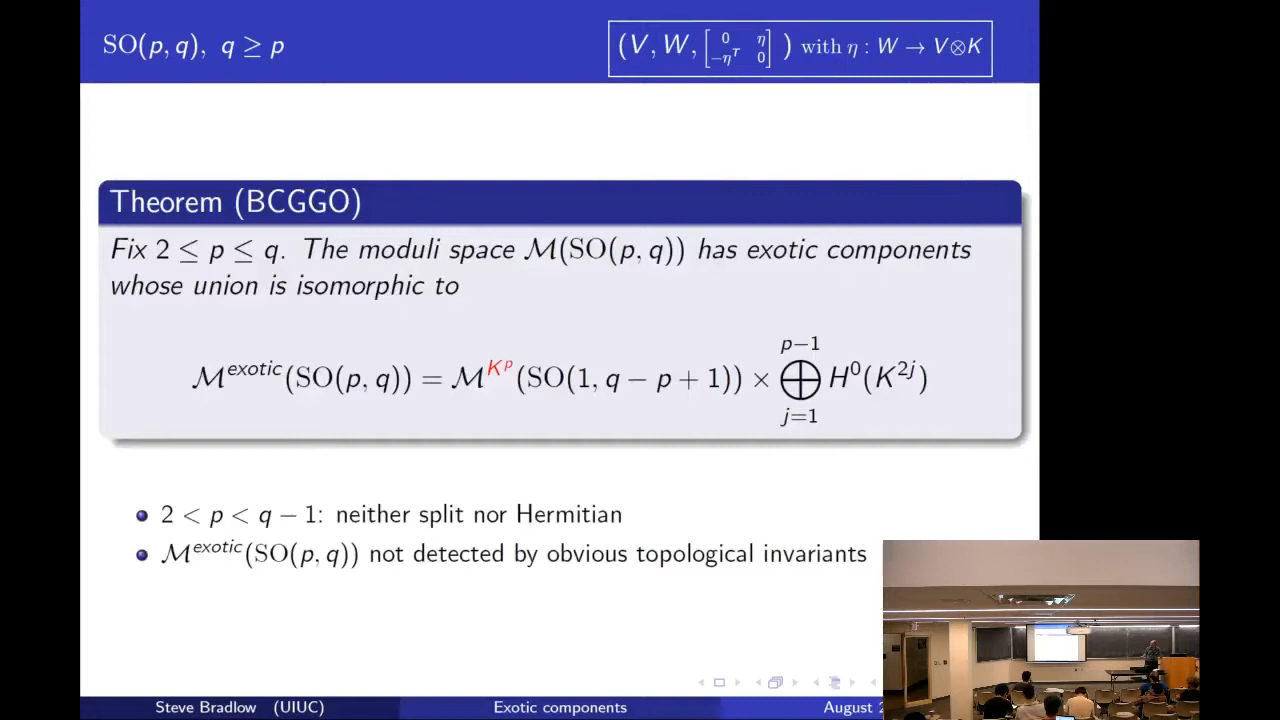 SO(p, q), q ≥ p
(V, W, [0 η −η^T 0]) with η : W → V⊗K
Theorem (BCGGO)
Fix 2 ≤ p ≤ q. The moduli space ℳ(SO(p, q)) has exotic components
whose union is isomorphic to
ℳ^exotic(SO(p, q)) = ℳ^{K^p}(SO(1, q − p + 1)) × ⊕_{j=1}^{p−1} H^0(K^{2j})
2 < p < q − 1: neither split nor Hermitian
ℳ^exotic(SO(p, q)) not detected by obvious topological invariants
Steve Bradlow (UIUC) Exotic components August 2